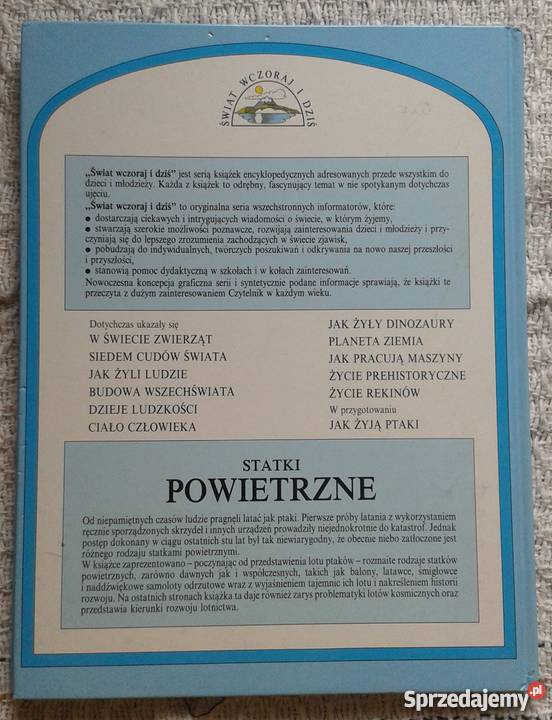 ŚWIAT WCZORAJ I DZIŚ
„Świat wczoraj i dziś” jest serią książek encyklopedycznych adresowanych przede wszystkim do
dzieci i młodzieży. Każda z książek to odrębny, fascynujący temat w nie spotykanym dotychczas
ujęciu.
„Świat wczoraj i dziś” to oryginalna seria wszechstronnych informatorów, które:
● dostarczają ciekawych i intrygujących wiadomości o świecie, w którym żyjemy,
● stwarzają szerokie możliwości poznawcze, rozwijają zainteresowania dzieci i młodzieży i przy-
czyniają się do lepszego zrozumienia zachodzących w świecie zjawisk,
● pobudzają do indywidualnych, twórczych poszukiwań i odkrywania na nowo naszej przeszłości
i przyszłości,
● stanowią pomoc dydaktyczną w szkołach i w kołach zainteresowań.
Nowoczesna koncepcja graficzna serii i syntetycznie podane informacje sprawiają, że książki te
przeczyta z dużym zainteresowaniem Czytelnik w każdym wieku.
Dotychczas ukazały się
W ŚWIECIE ZWIERZĄT
SIEDEM CUDÓW ŚWIATA
JAK ŻYLI LUDZIE
BUDOWA WSZECHŚWIATA
DZIEJE LUDZKOŚCI
CIAŁO CZŁOWIEKA
JAK ŻYŁY DINOZAURY
PLANETA ZIEMIA
JAK PRACUJĄ MASZYNY
ŻYCIE PREHISTORYCZNE
ŻYCIE REKINÓW
W przygotowaniu
JAK ŻYJĄ PTAKI
STATKI
POWIETRZNE
Od niepamiętnych czasów ludzie pragnęli latać jak ptaki. Pierwsze próby latania z wykorzystaniem
ręcznie sporządzonych skrzydeł i innych urządzeń prowadziły niejednokrotnie do katastrof. Jednak
postęp dokonany w ciągu ostatnich stu lat był tak niewiarygodny, że obecnie niebo zatłoczone jest
różnego rodzaju statkami powietrznymi.
W książce zaprezentowano – poczynając od przedstawienia lotu ptaków – rozmaite rodzaje statków
powietrznych, zarówno dawnych jak i współczesnych, takich jak balony, latawce, śmigłowce
i naddźwiękowe samoloty odrzutowe wraz z wyjaśnieniem tajemnic ich lotu i nakreśleniem historii
rozwoju. Na ostatnich stronach książka ta daje również zarys problematyki lotów kosmicznych oraz
przedstawia kierunki rozwoju lotnictwa.
Sprzedajemy.pl